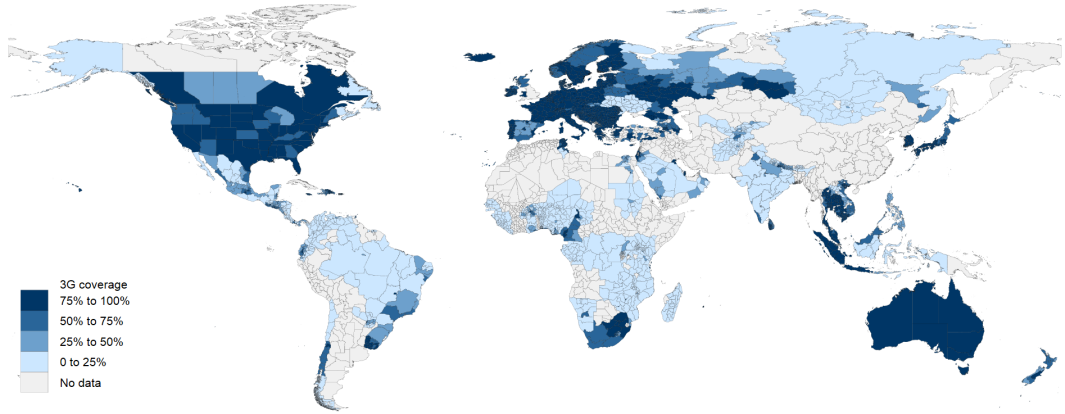 3G coverage
75% to 100%
50% to 75%
25% to 50%
0 to 25%
No data